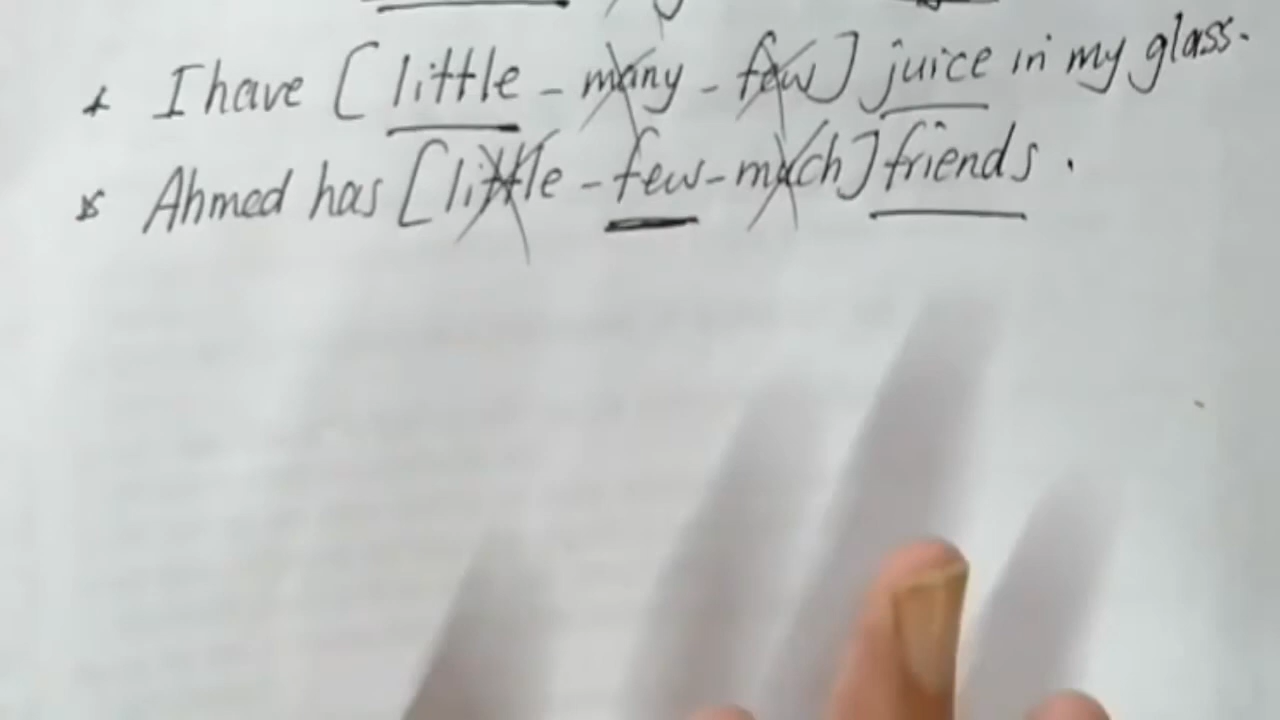 * I have [little - many - few] juice in my glass.
* Ahmed has [little - few - much] friends.